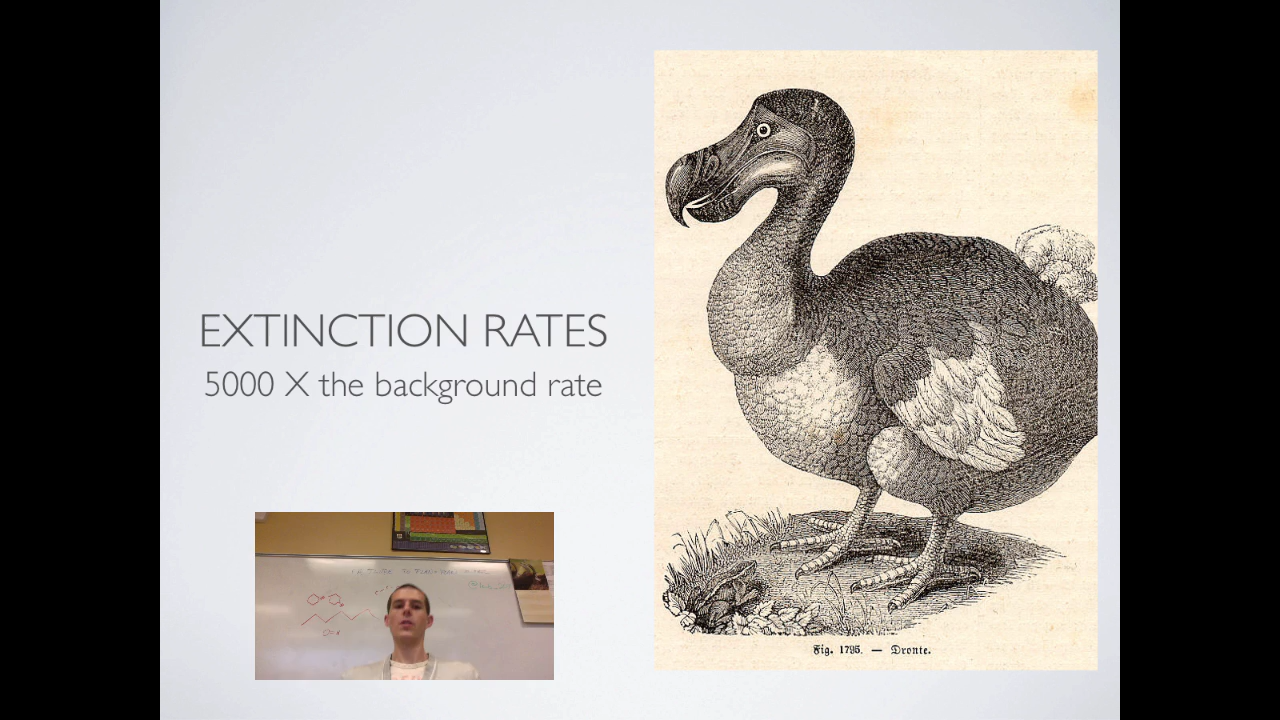 EXTINCTION RATES
5000 X the background rate
Fig. 1795. — Dronte.